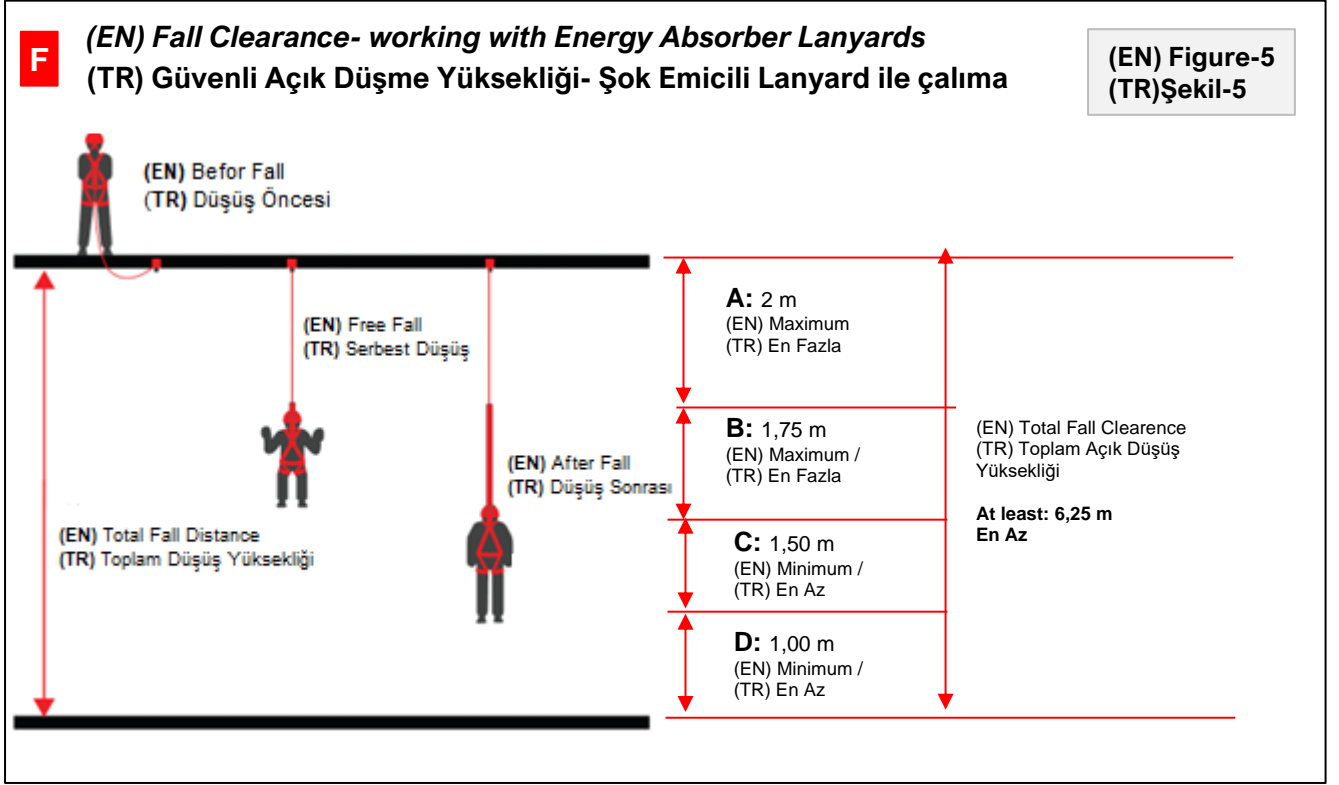 F
(EN) Fall Clearance- working with Energy Absorber Lanyards
(TR) Güvenli Açık Düşme Yüksekliği- Şok Emicili Lanyard ile çalıma
(EN) Figure-5
(TR)Şekil-5
(EN) Befor Fall
(TR) Düşüş Öncesi
(EN) Free Fall
(TR) Serbest Düşüş
(EN) After Fall
(TR) Düşüş Sonrası
(EN) Total Fall Distance
(TR) Toplam Düşüş Yüksekliği
A: 2 m
(EN) Maximum
(TR) En Fazla
B: 1,75 m
(EN) Maximum /
(TR) En Fazla
C: 1,50 m
(EN) Minimum /
(TR) En Az
D: 1,00 m
(EN) Minimum /
(TR) En Az
(EN) Total Fall Clearence
(TR) Toplam Açık Düşüş
Yüksekliği
At least: 6,25 m
En Az